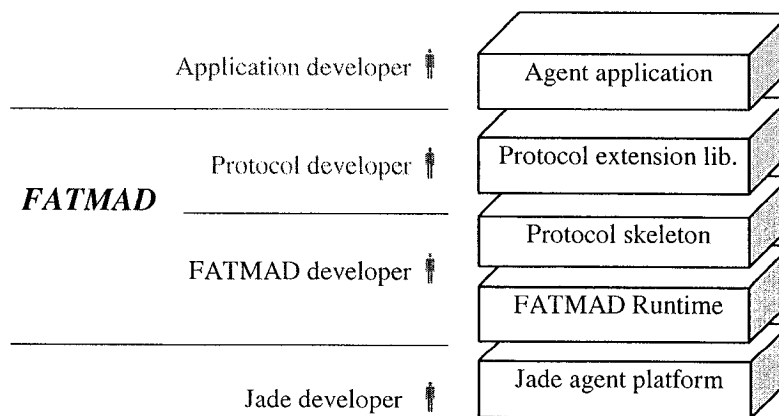 Application developer
Agent application
Protocol developer
Protocol extension lib.
FATMAD
Protocol skeleton
FATMAD developer
FATMAD Runtime
Jade developer
Jade agent platform